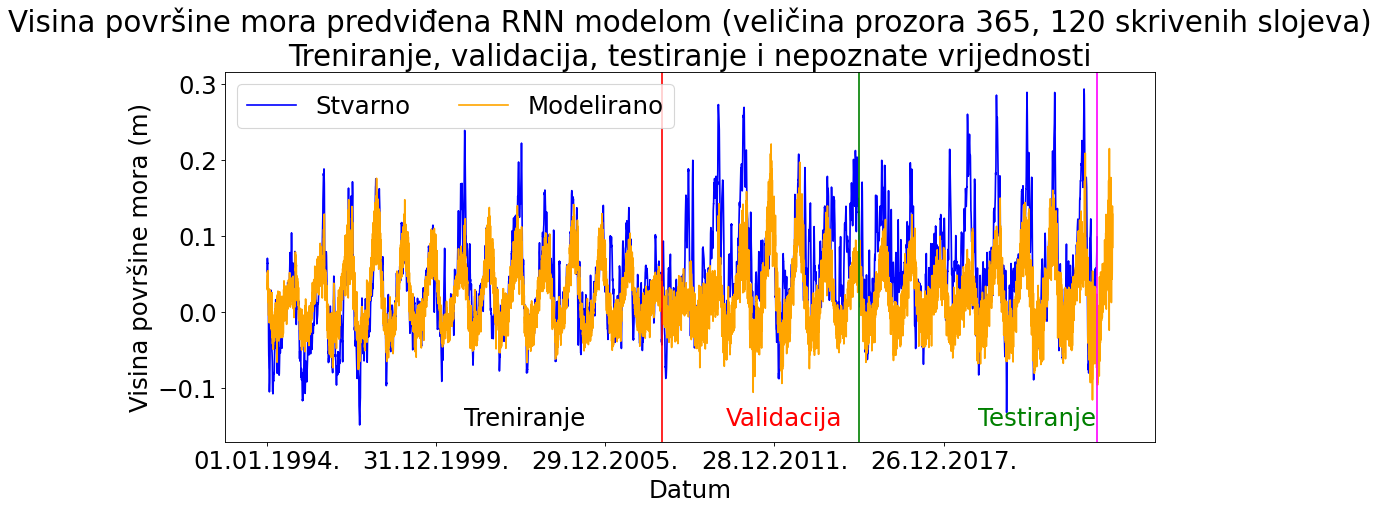 Visina površine mora predviđena RNN modelom (veličina prozora 365, 120 skrivenih slojeva)
Treniranje, validacija, testiranje i nepoznate vrijednosti
Stvarno Modelirano
Visina površine mora (m)
0.3
0.2
0.1
0.0
−0.1
Treniranje Validacija Testiranje
01.01.1994. 31.12.1999. 29.12.2005. 28.12.2011. 26.12.2017.
Datum